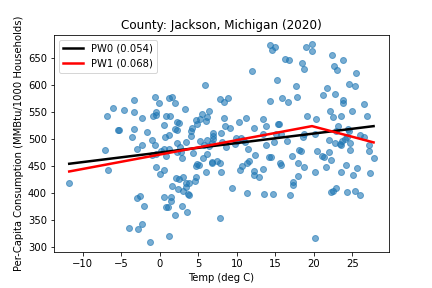 County: Jackson, Michigan (2020)
PW0 (0.054)
PW1 (0.068)
Per-Capita Consumption (MMBtu/1000 Households)
650
600
550
500
450
400
350
300
−10 −5 0 5 10 15 20 25
Temp (deg C)